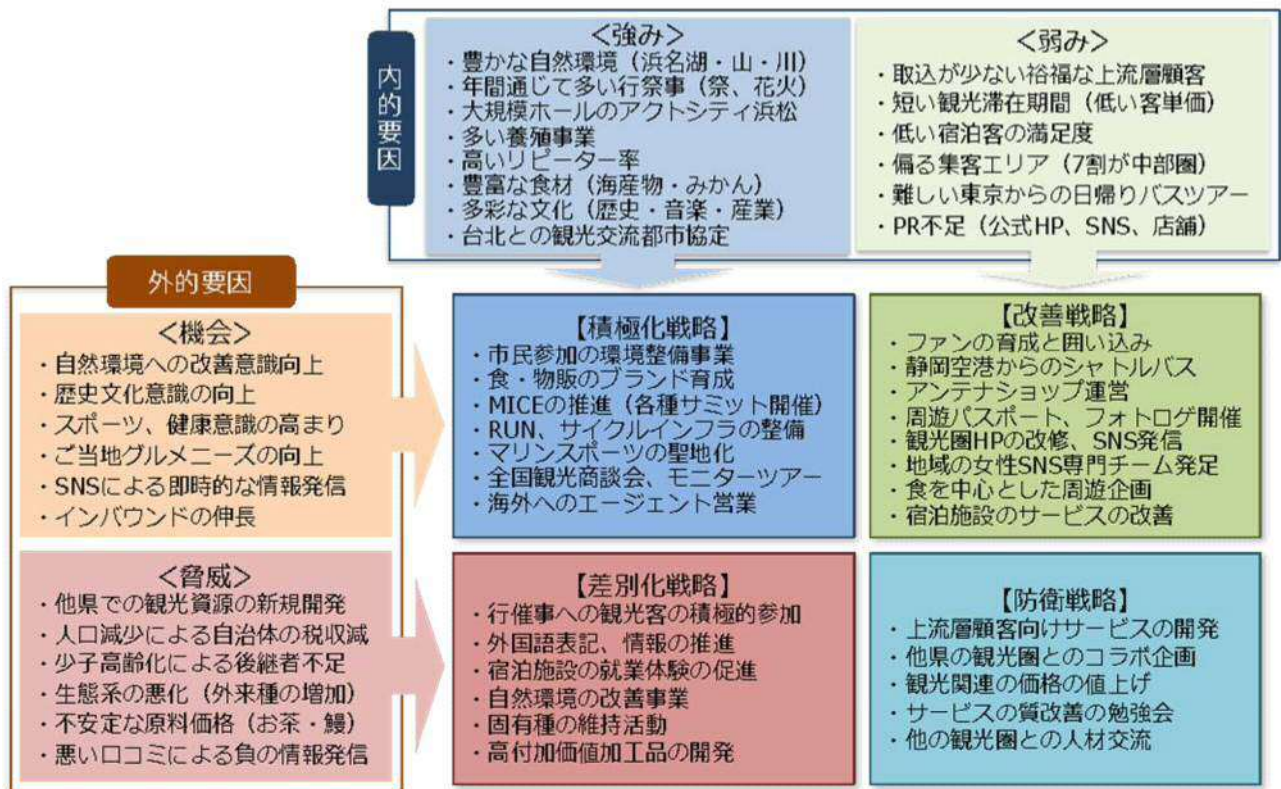 内的要因
<強み>
・豊かな自然環境（浜名湖・山・川）
・年間通じて多い行祭事（祭、花火）
・大規模ホールのアクトシティ浜松
・多い養殖事業
・高いリピーター率
・豊富な食材（海産物・みかん）
・多彩な文化（歴史・音楽・産業）
・台北との観光交流都市協定
<弱み>
・取込が少ない裕福な上流層顧客
・短い観光滞在期間（低い客単価）
・低い宿泊客の満足度
・偏る集客エリア（7割が中部圏）
・難しい東京からの日帰りバスツアー
・PR不足（公式HP、SNS、店舗）
外的要因
<機会>
・自然環境への改善意識向上
・歴史文化意識の向上
・スポーツ、健康意識の高まり
・ご当地グルメニーズの向上
・SNSによる即時的な情報発信
・インバウンドの伸長
【積極化戦略】
・市民参加の環境整備事業
・食・物販のブランド育成
・MICEの推進（各種サミット開催）
・RUN、サイクルインフラの整備
・マリンスポーツの聖地化
・全国観光商談会、モニターツアー
・海外へのエージェント営業
【改善戦略】
・ファンの育成と囲い込み
・静岡空港からのシャトルバス
・アンテナショップ運営
・周遊パスポート、フォトロゲ開催
・観光圏HPの改修、SNS発信
・地域の女性SNS専門チーム発足
・食を中心とした周遊企画
・宿泊施設のサービスの改善
<脅威>
・他県での観光資源の新規開発
・人口減少による自治体の税収減
・少子高齢化による後継者不足
・生態系の悪化（外来種の増加）
・不安定な原料価格（お茶・鰻）
・悪い口コミによる負の情報発信
【差別化戦略】
・行催事への観光客の積極的参加
・外国語表記、情報の推進
・宿泊施設の就業体験の促進
・自然環境の改善事業
・固有種の維持活動
・高付加価値加工品の開発
【防衛戦略】
・上流層顧客向けサービスの開発
・他県の観光圏とのコラボ企画
・観光関連の価格の値上げ
・サービスの質改善の勉強会
・他の観光圏との人材交流